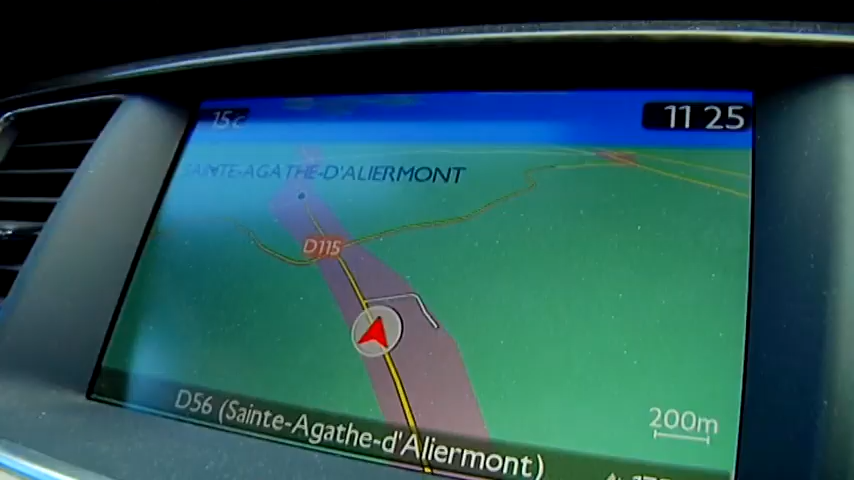 15c
11 25
SAINTE-AGATHE-D'ALIERMONT
D115
200m
D56 (Sainte-Agathe-d'Aliermont)